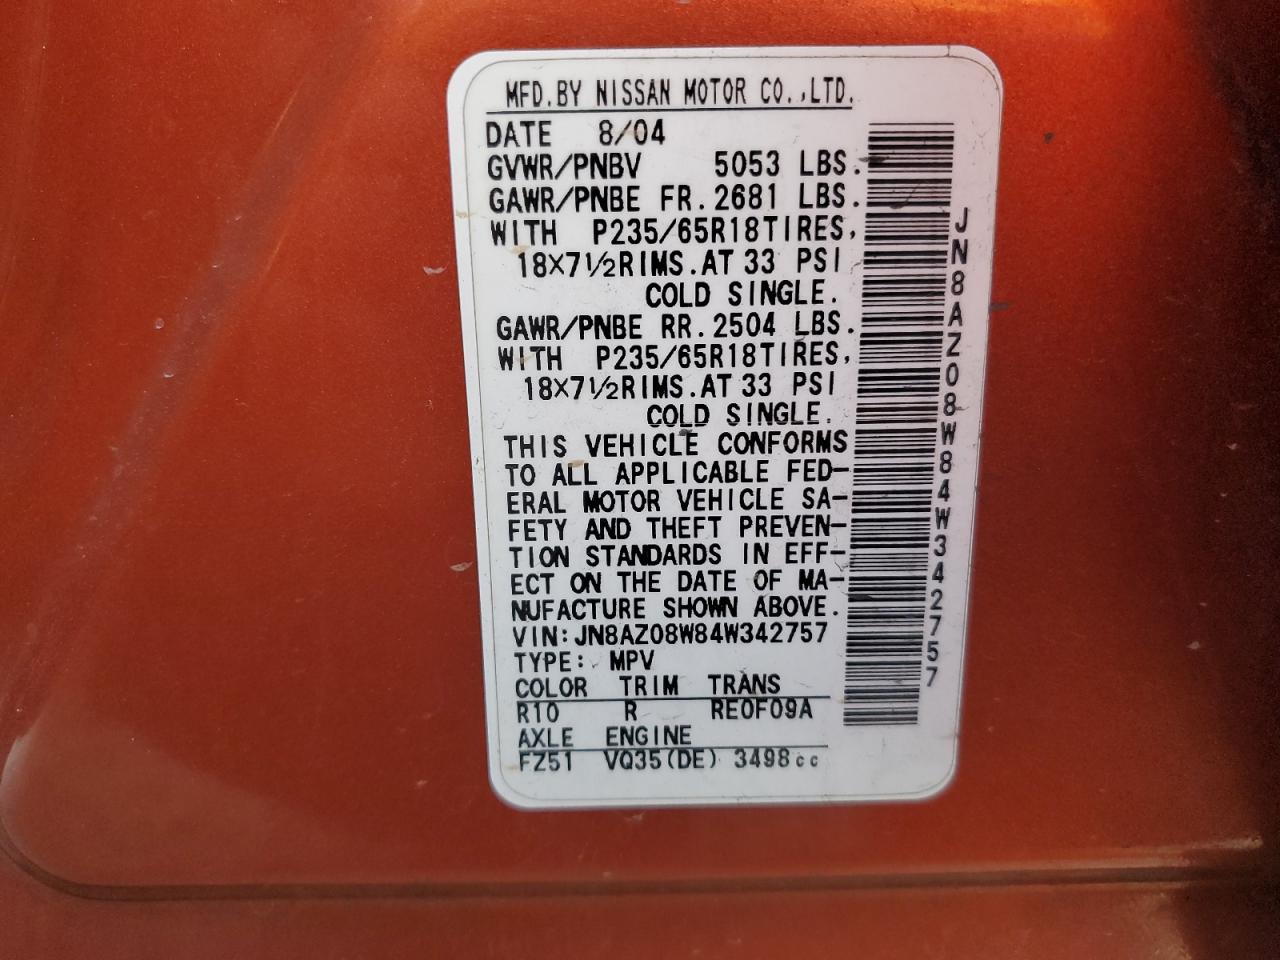 MFD.BY NISSAN MOTOR CO.,LTD.
DATE 8/04
GVWR/PNBV 5053 LBS.
GAWR/PNBE FR.2681 LBS.
WITH P235/65R18TIRES,
18X7½RIMS.AT 33 PSI
COLD SINGLE.
GAWR/PNBE RR.2504 LBS.
WITH P235/65R18TIRES,
18X7½RIMS.AT 33 PSI
COLD SINGLE.
THIS VEHICLE CONFORMS
TO ALL APPLICABLE FED-
ERAL MOTOR VEHICLE SA-
FETY AND THEFT PREVEN-
TION STANDARDS IN EFF-
ECT ON THE DATE OF MA-
NUFACTURE SHOWN ABOVE.
VIN:JN8AZ08W84W342757
TYPE: MPV
COLOR TRIM TRANS
R10 R RE0F09A
AXLE ENGINE
FZ51 VQ35(DE) 3498cc
JN8AZ08W84W342757